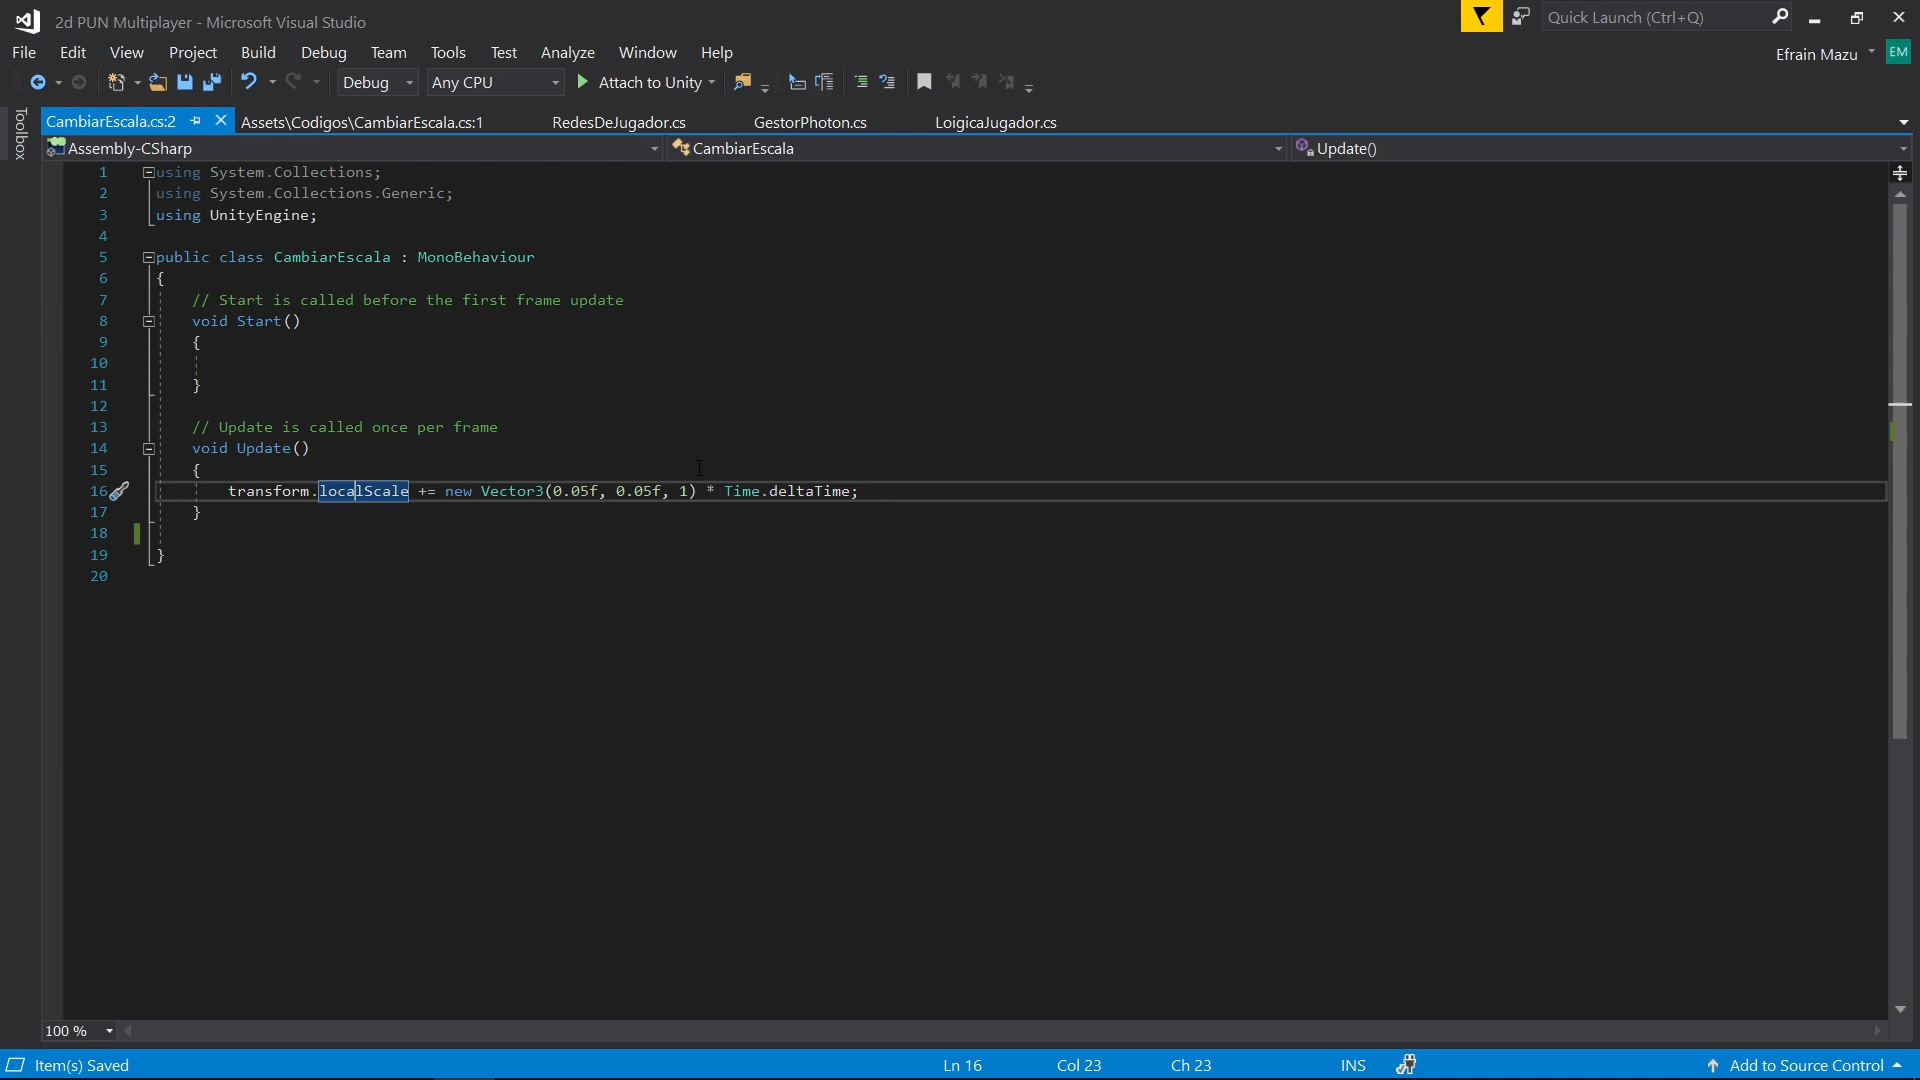 2d PUN Multiplayer - Microsoft Visual Studio
Quick Launch (Ctrl+Q)
File Edit View Project Build Debug Team Tools Test Analyze Window Help
Efrain Mazu EM
Debug Any CPU Attach to Unity
Toolbox
CambiarEscala.cs:2 Assets\Codigos\CambiarEscala.cs:1 RedesDeJugador.cs GestorPhoton.cs LoigicaJugador.cs
Assembly-CSharp CambiarEscala Update()
1 using System.Collections;
2 using System.Collections.Generic;
3 using UnityEngine;
4
5 public class CambiarEscala : MonoBehaviour
6 {
7 // Start is called before the first frame update
8 void Start()
9 {
10
11 }
12
13 // Update is called once per frame
14 void Update()
15 {
16 transform.localScale += new Vector3(0.05f, 0.05f, 1) * Time.deltaTime;
17 }
18
19 }
20
100 %
Item(s) Saved Ln 16 Col 23 Ch 23 INS Add to Source Control